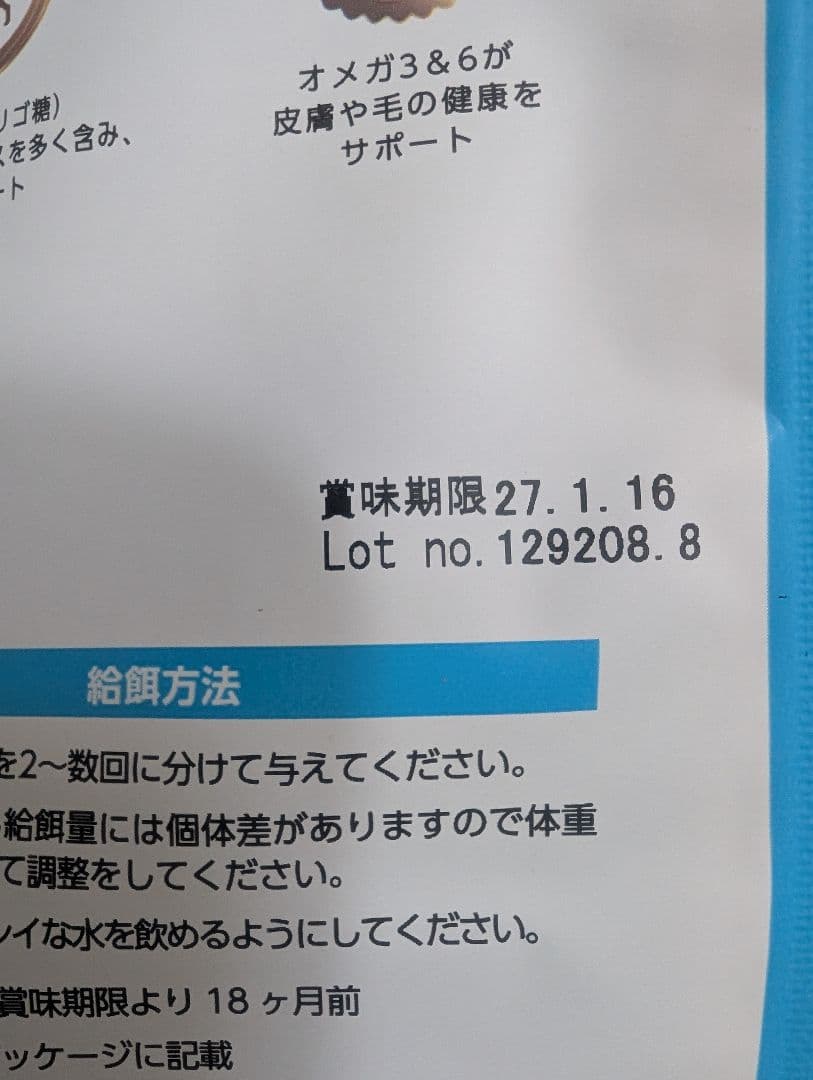 オメガ3&6が
皮膚や毛の健康を
サポート
リゴ糖)
を多く含み、
ート
賞味期限27.1.16
Lot no.129208.8
給餌方法
を2〜数回に分けて与えてください。
給餌量には個体差がありますので体重
て調整をしてください。
レイな水を飲めるようにしてください。
賞味期限より 18 ヶ月前
ッケージに記載